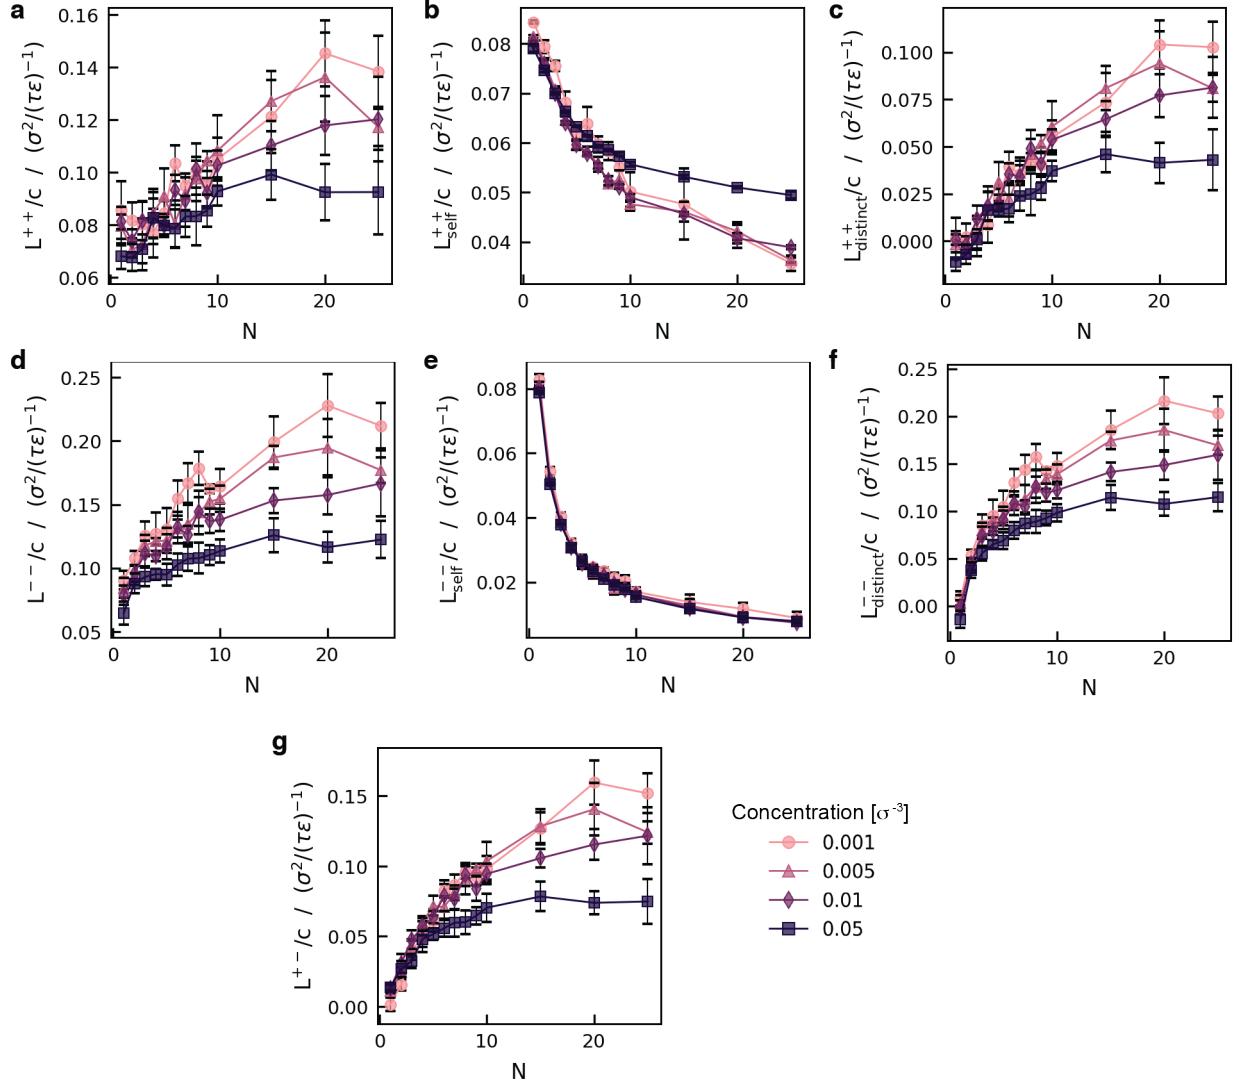 a
L⁺⁺/c / (σ²/(τε)⁻¹)
0.16
0.14
0.12
0.10
0.08
0.06
0 10 20
N
b
L⁺⁺self/c / (σ²/(τε)⁻¹)
0.08
0.07
0.06
0.05
0.04
0 10 20
N
c
L⁺⁺distinct/c / (σ²/(τε)⁻¹)
0.100
0.075
0.050
0.025
0.000
0 10 20
N
d
L⁻⁻/c / (σ²/(τε)⁻¹)
0.25
0.20
0.15
0.10
0.05
0 10 20
N
e
L⁻⁻self/c / (σ²/(τε)⁻¹)
0.08
0.06
0.04
0.02
0 10 20
N
f
L⁻⁻distinct/c / (σ²/(τε)⁻¹)
0.25
0.20
0.15
0.10
0.05
0.00
0 10 20
N
g
L⁺⁻/c / (σ²/(τε)⁻¹)
0.15
0.10
0.05
0.00
0 10 20
N
Concentration [σ⁻³]
0.001
0.005
0.01
0.05